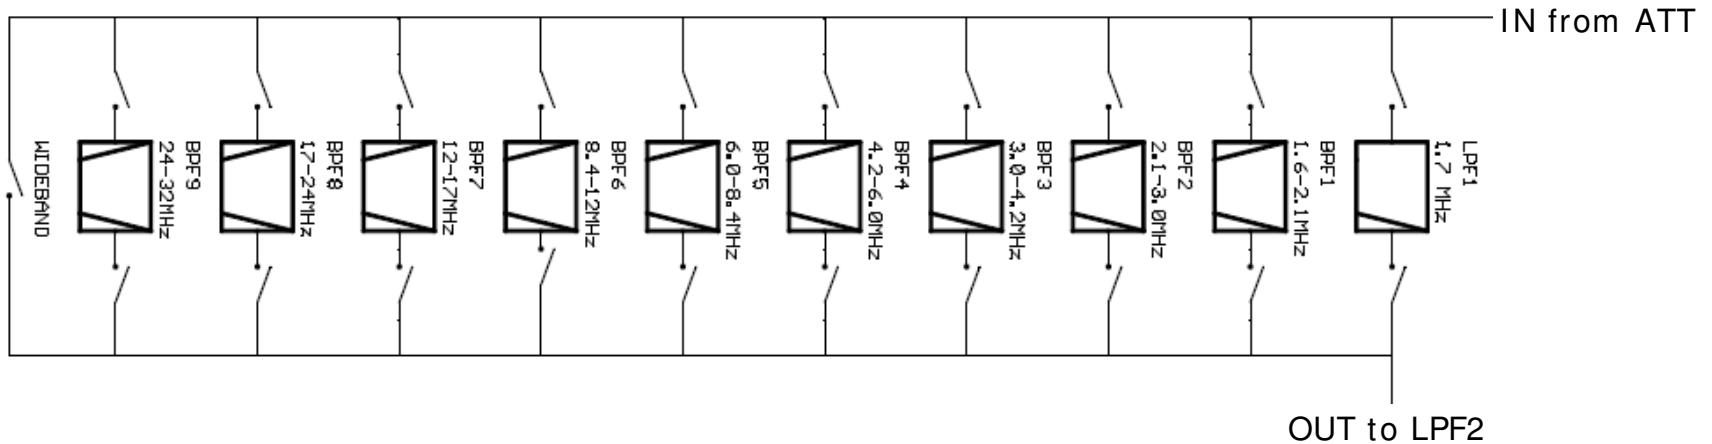 IN from ATT
WIDEBAND
BPF9
24-32MHz
BPF8
17-24MHz
BPF7
12-17MHz
BPF6
8.4-12MHz
BPF5
6.0-8.4MHz
BPF4
4.2-6.0MHz
BPF3
3.0-4.2MHz
BPF2
2.1-3.0MHz
BPF1
1.6-2.1MHz
LPF1
1.7 MHz
OUT to LPF2